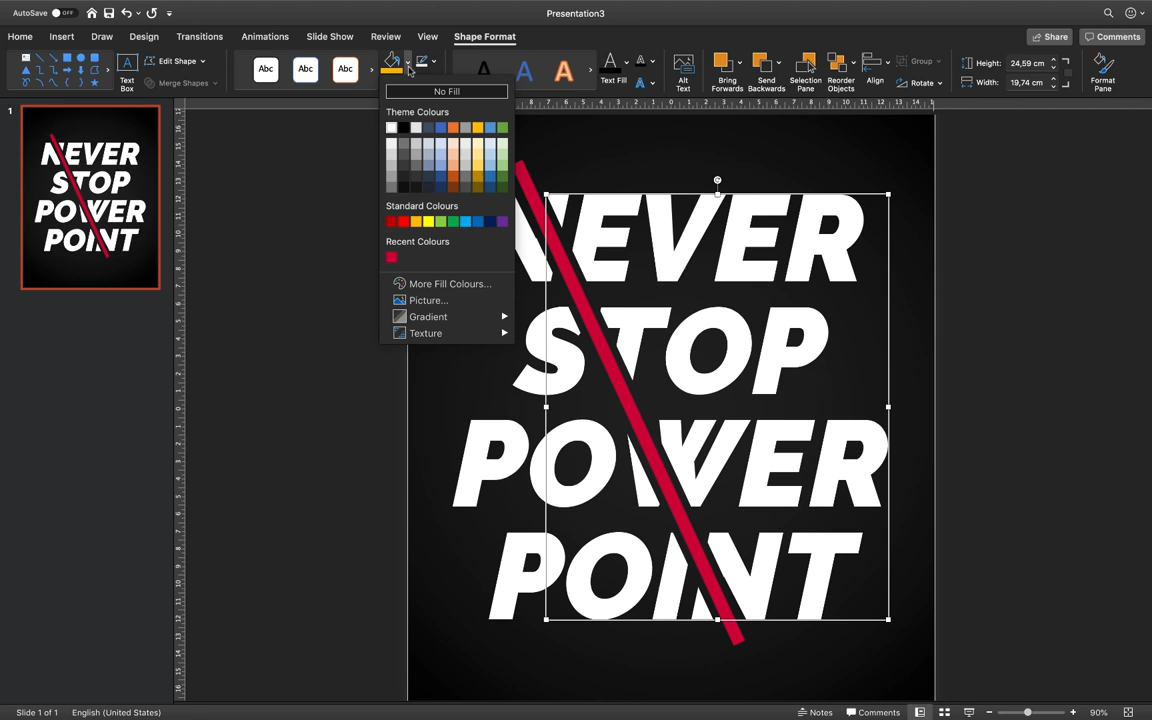 AutoSave OFF
Presentation3
Home Insert Draw Design Transitions Animations Slide Show Review View Shape Format
Share Comments
A Text Box
Edit Shape
Merge Shapes
Abc Abc Abc
A A A
A Text Fill
A
A
Alt Text
Bring Forwards
Send Backwards
Selection Pane
Reorder Objects
Align
Group
Rotate
Height: 24,59 cm
Width: 19,74 cm
Format Pane
No Fill
Theme Colours
Standard Colours
Recent Colours
More Fill Colours...
Picture...
Gradient
Texture
1
NEVER
STOP
POWER
POINT
NEVER
STOP
POWER
POINT
Slide 1 of 1 English (United States)
Notes Comments 90%